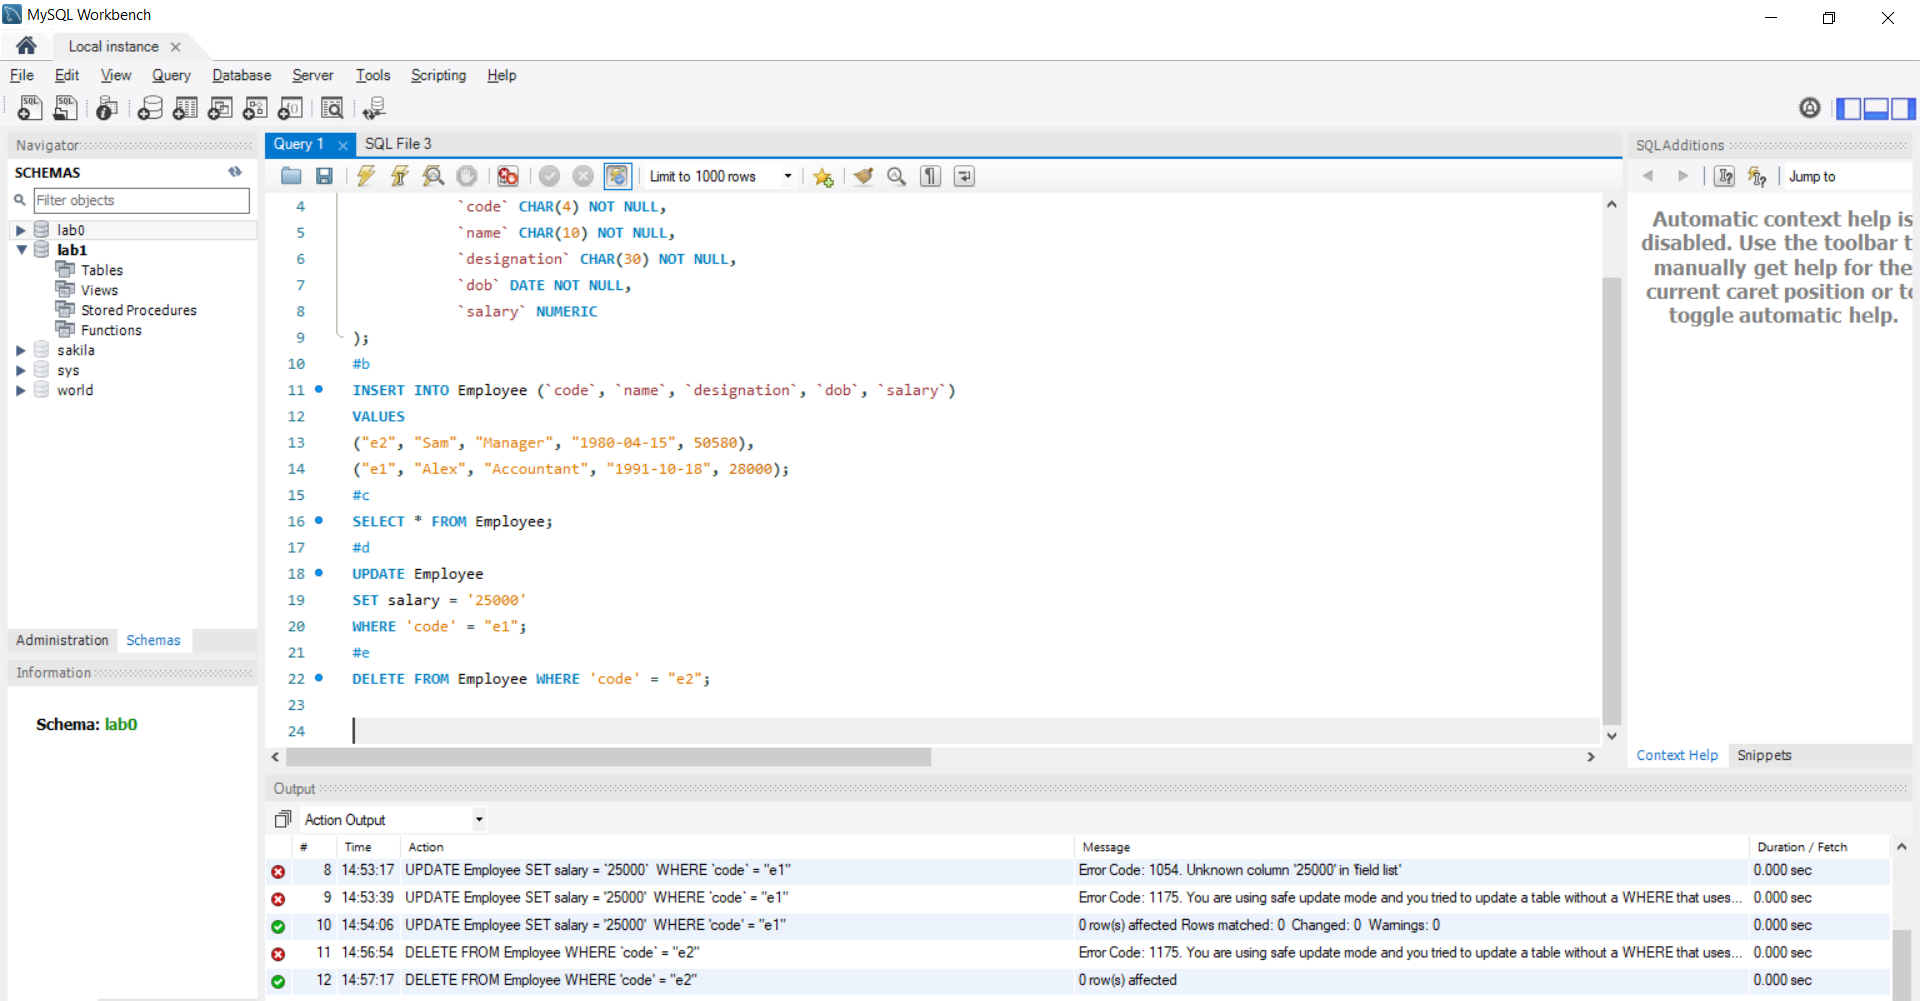 MySQL Workbench
Local instance
File Edit View Query Database Server Tools Scripting Help
Navigator
SCHEMAS
Filter objects
lab0
lab1
Tables
Views
Stored Procedures
Functions
sakila
sys
world
Administration Schemas
Information
Schema: lab0
Query 1 SQL File 3
Limit to 1000 rows
4 `code` CHAR(4) NOT NULL,
5 `name` CHAR(10) NOT NULL,
6 `designation` CHAR(30) NOT NULL,
7 `dob` DATE NOT NULL,
8 `salary` NUMERIC
9 );
10 #b
11 INSERT INTO Employee (`code`, `name`, `designation`, `dob`, `salary`)
12 VALUES
13 ("e2", "Sam", "Manager", "1980-04-15", 50580),
14 ("e1", "Alex", "Accountant", "1991-10-18", 28000);
15 #c
16 SELECT * FROM Employee;
17 #d
18 UPDATE Employee
19 SET salary = '25000'
20 WHERE 'code' = "e1";
21 #e
22 DELETE FROM Employee WHERE 'code' = "e2";
23
24
SQLAdditions
Jump to
Automatic context help is
disabled. Use the toolbar t
manually get help for the
current caret position or to
toggle automatic help.
Context Help Snippets
Output
Action Output
# Time Action Message Duration / Fetch
8 14:53:17 UPDATE Employee SET salary = `25000` WHERE `code` = "e1" Error Code: 1054. Unknown column '25000' in 'field list' 0.000 sec
9 14:53:39 UPDATE Employee SET salary = '25000' WHERE `code` = "e1" Error Code: 1175. You are using safe update mode and you tried to update a table without a WHERE that uses... 0.000 sec
10 14:54:06 UPDATE Employee SET salary = '25000' WHERE 'code' = "e1" 0 row(s) affected Rows matched: 0 Changed: 0 Warnings: 0 0.000 sec
11 14:56:54 DELETE FROM Employee WHERE `code` = "e2" Error Code: 1175. You are using safe update mode and you tried to update a table without a WHERE that uses... 0.000 sec
12 14:57:17 DELETE FROM Employee WHERE 'code' = "e2" 0 row(s) affected 0.000 sec